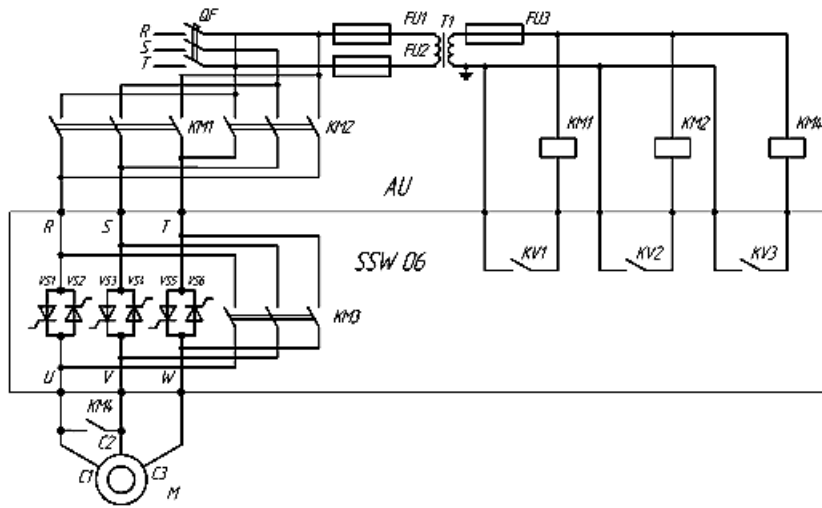 QF FU1 T1 FU3
R
S
T
FU2
KM1 KM2 KM1 KM2 KM4
AU
R S T
SSW 06
KV1 KV2 KV3
VS1 VS2 VS3 VS4 VS5 VS6
KM3
U V W
KM4
C2
C1 C3
M